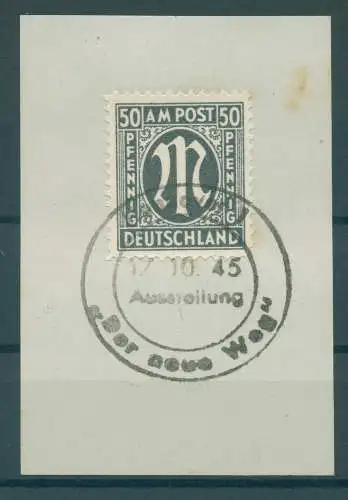 50 AM POST 50
PFENNIG M PFENNIG
DEUTSCHLAND
17. 10. 45
Ausstellung
„Der neue Weg“